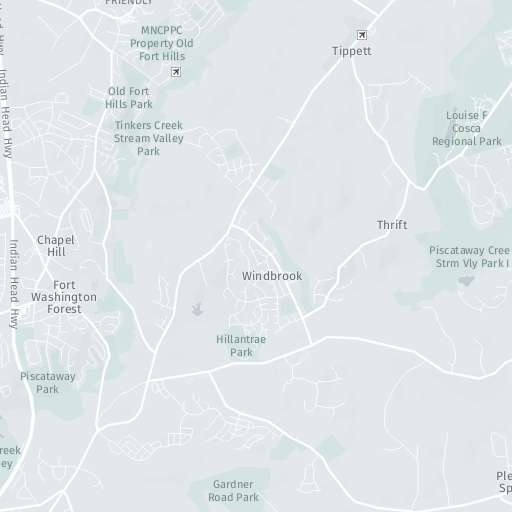 FRIENDLY
MNCPPC
Property Old
Fort Hills
Tippett
Indian Head Hwy
Old Fort
Hills Park
Louise F
Cosca
Regional Park
Tinkers Creek
Stream Valley
Park
Thrift
Chapel
Hill
Indian Head Hwy
Piscataway Cree
Strm Vly Park I
Windbrook
Fort
Washington
Forest
Hillantrae
Park
Piscataway
Park
reek
ey
Ple
Sp
Gardner
Road Park